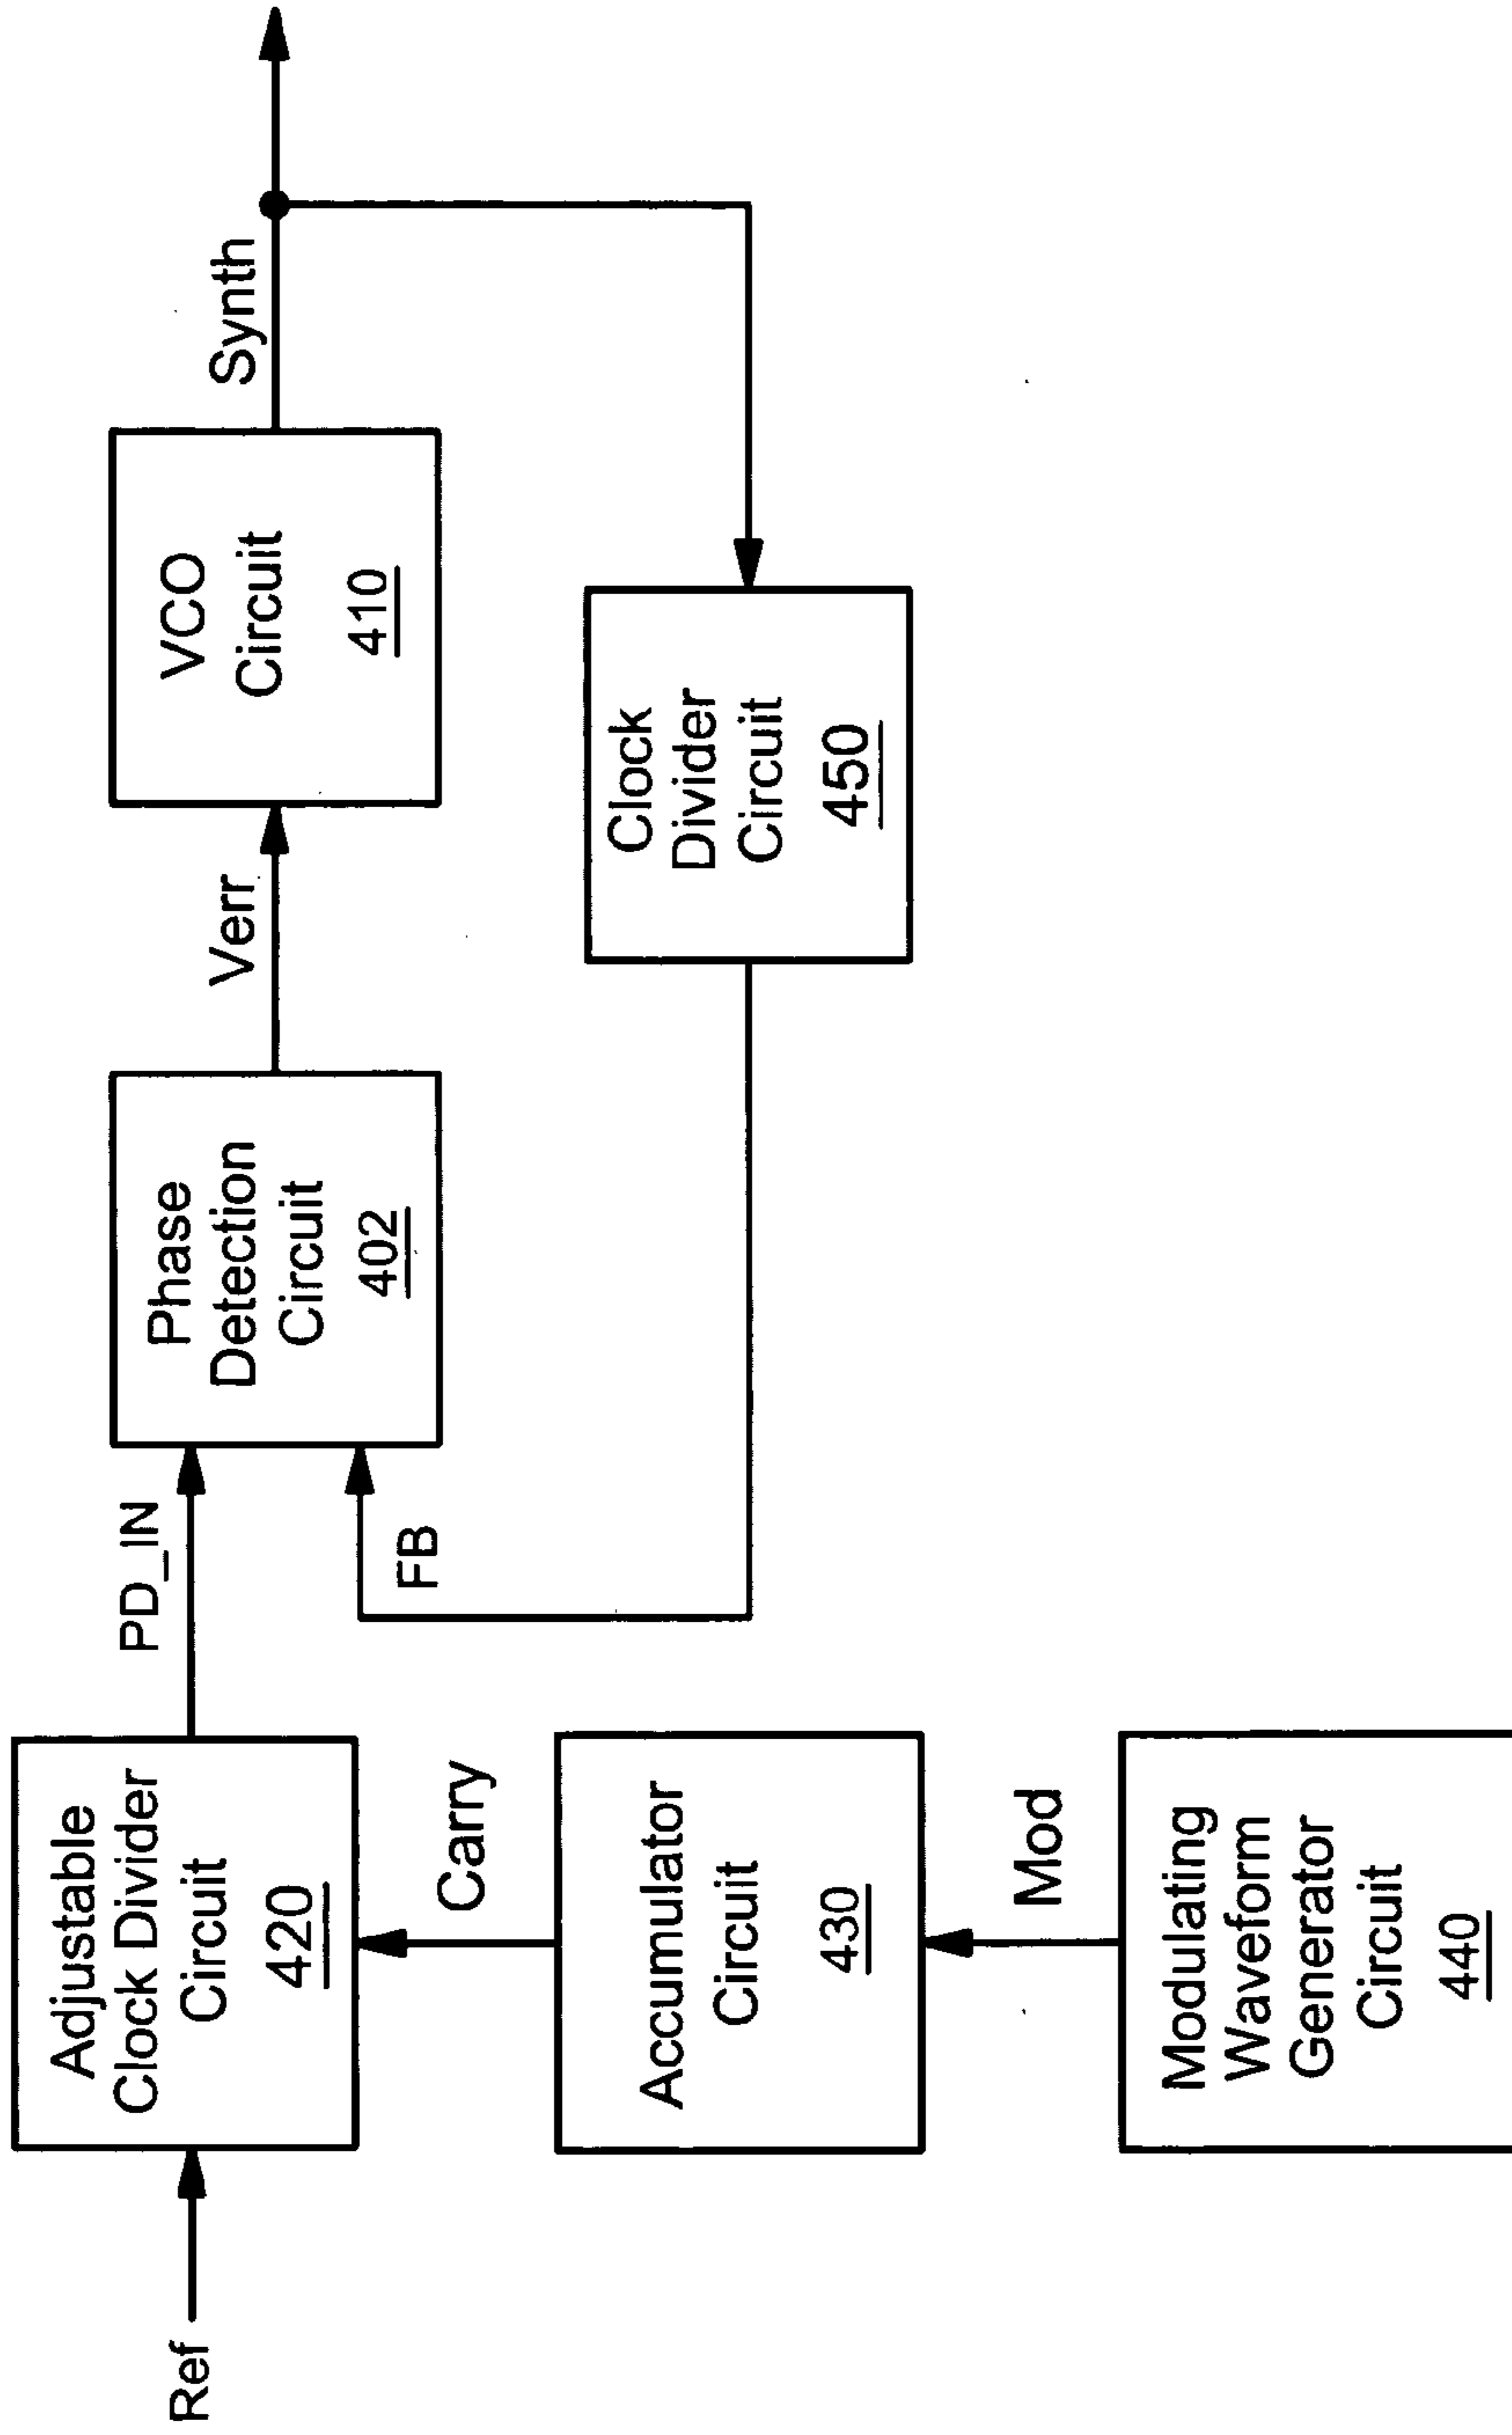 Ref
Adjustable
Clock Divider
Circuit
420
PD_IN
Phase
Detection
Circuit
402
Verr
VCO
Circuit
410
Synth
Carry
FB
Clock
Divider
Circuit
450
Accumulator
Circuit
430
Mod
Modulating
Waveform
Generator
Circuit
440